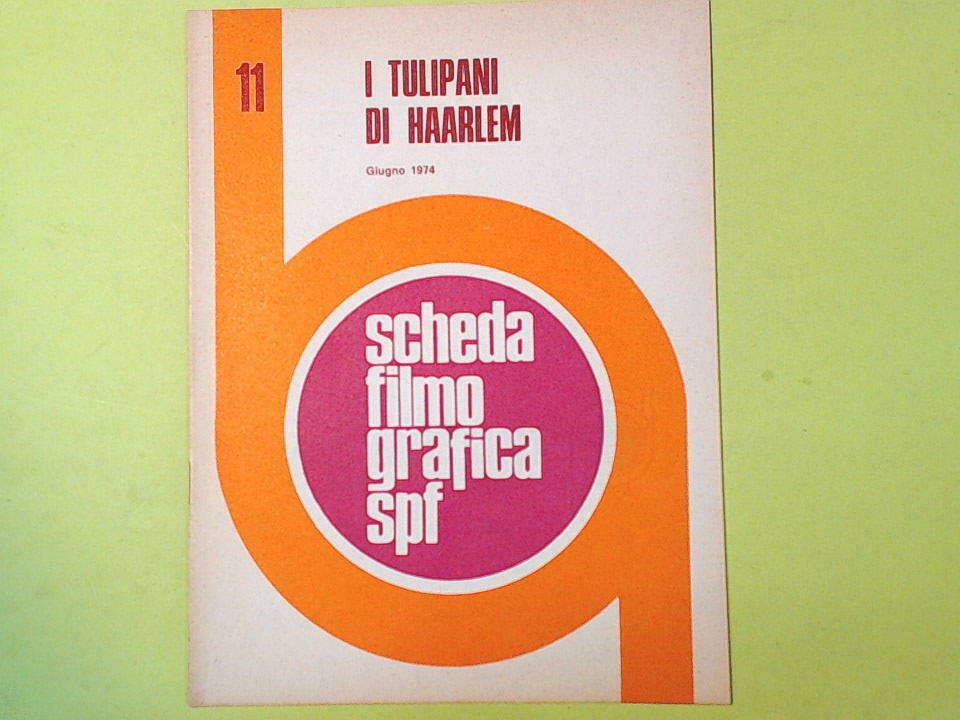 11
I TULIPANI
DI HAARLEM
Giugno 1974
scheda
filmo
grafica
spf